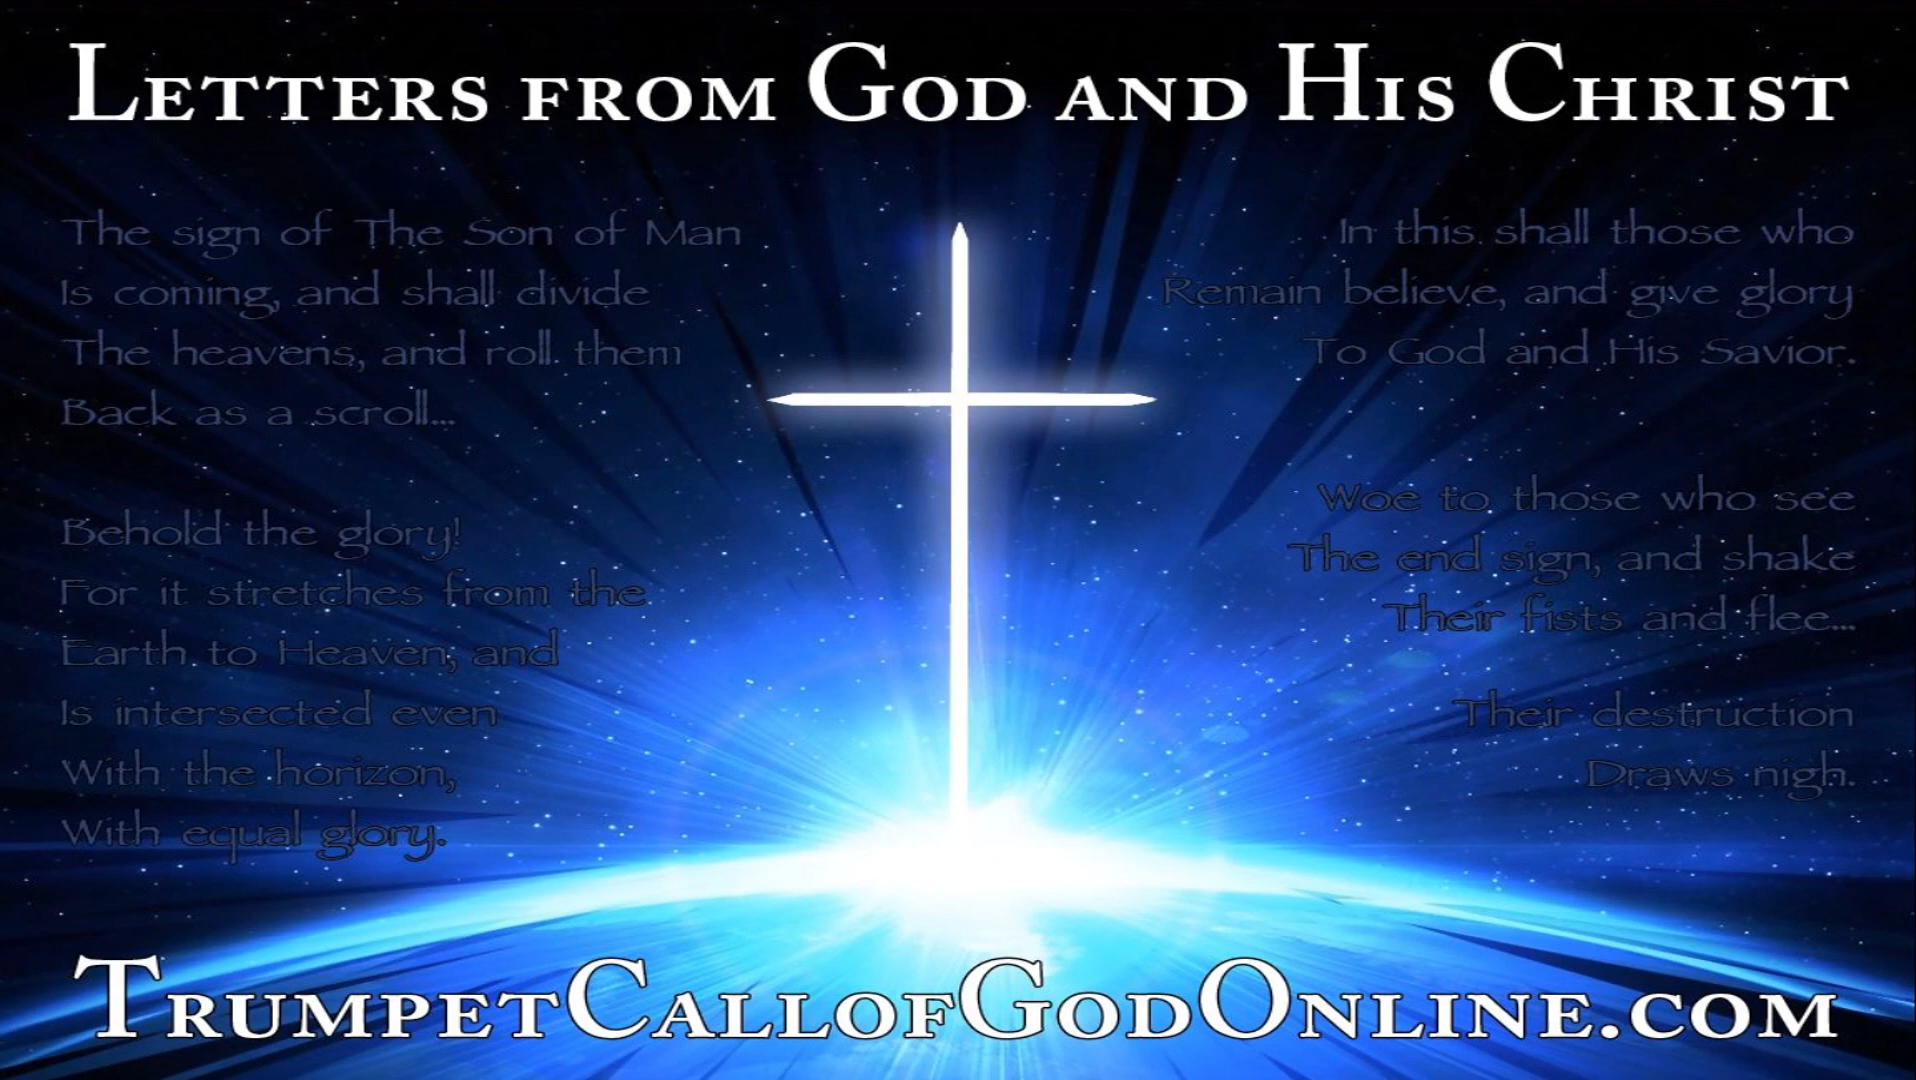 Letters from God and His Christ
The sign of The Son of Man
Is coming, and shall divide
The heavens, and roll them
Back as a scroll...
Behold the glory!
For it stretches from the
Earth to Heaven, and
Is intersected even
With the horizon,
With equal glory.
In this shall those who
Remain believe, and give glory
To God and His Savior.
Woe to those who see
The end sign, and shake
Their fists and flee...
Their destruction
Draws nigh.
TrumpetCallofGodOnline.com